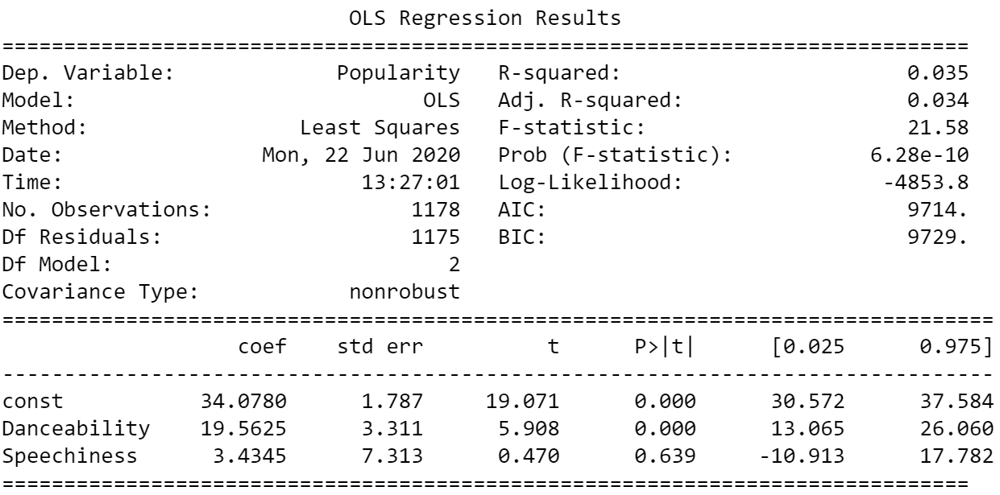 OLS Regression Results
==============================================================================
Dep. Variable:             Popularity   R-squared:                       0.035
Model:                            OLS   Adj. R-squared:                  0.034
Method:                 Least Squares   F-statistic:                     21.58
Date:                Mon, 22 Jun 2020   Prob (F-statistic):           6.28e-10
Time:                        13:27:01   Log-Likelihood:                -4853.8
No. Observations:                1178   AIC:                             9714.
Df Residuals:                    1175   BIC:                             9729.
Df Model:                           2
Covariance Type:            nonrobust
================================================================================
                   coef    std err          t      P>|t|      [0.025      0.975]
--------------------------------------------------------------------------------
const           34.0780      1.787     19.071      0.000      30.572      37.584
Danceability    19.5625      3.311      5.908      0.000      13.065      26.060
Speechiness      3.4345      7.313      0.470      0.639     -10.913      17.782
==============================================================================